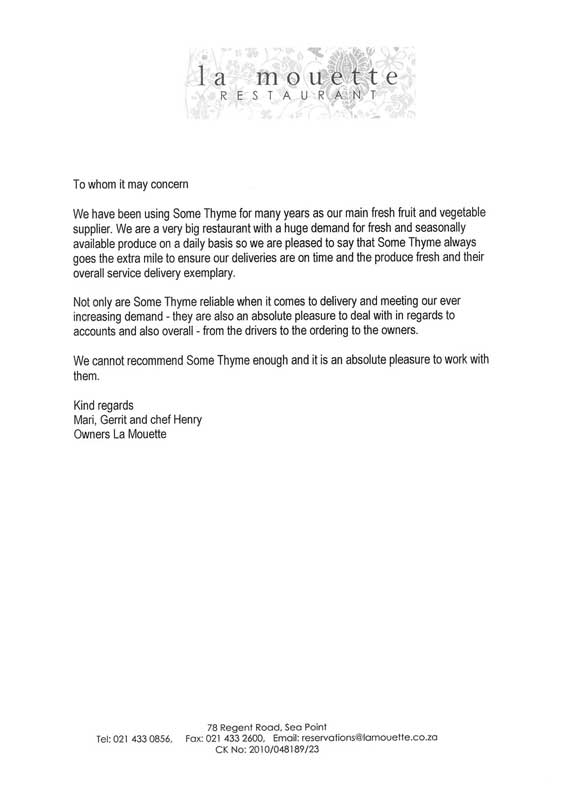 la mouette
RESTAURANT
To whom it may concern
We have been using Some Thyme for many years as our main fresh fruit and vegetable
supplier. We are a very big restaurant with a huge demand for fresh and seasonally
available produce on a daily basis so we are pleased to say that Some Thyme always
goes the extra mile to ensure our deliveries are on time and the produce fresh and their
overall service delivery exemplary.
Not only are Some Thyme reliable when it comes to delivery and meeting our ever
increasing demand - they are also an absolute pleasure to deal with in regards to
accounts and also overall - from the drivers to the ordering to the owners.
We cannot recommend Some Thyme enough and it is an absolute pleasure to work with
them.
Kind regards
Mari, Gerrit and chef Henry
Owners La Mouette
78 Regent Road, Sea Point
Tel: 021 433 0856, Fax: 021 433 2600, Email: reservations@lamouette.co.za
CK No: 2010/048189/23